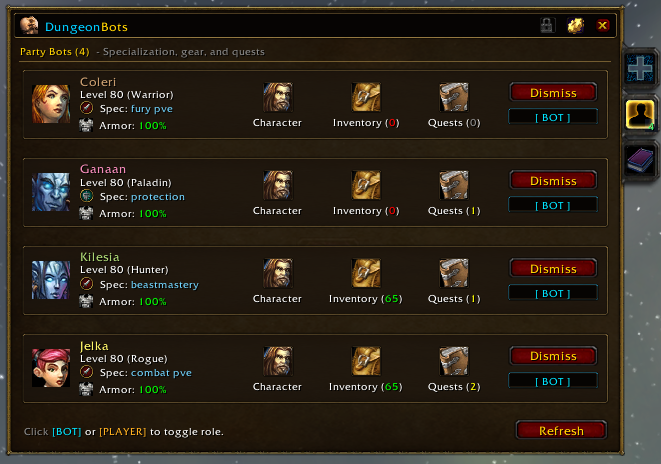 DungeonBots
Party Bots (4) - Specialization, gear, and quests
Coleri
Level 80 (Warrior)
Spec: fury pve
Armor: 100%
Character
Inventory (0)
Quests (0)
Dismiss
[ BOT ]
Ganaan
Level 80 (Paladin)
Spec: protection
Armor: 100%
Character
Inventory (0)
Quests (1)
Dismiss
[ BOT ]
Kilesia
Level 80 (Hunter)
Spec: beastmastery
Armor: 100%
Character
Inventory (65)
Quests (1)
Dismiss
[ BOT ]
Jelka
Level 80 (Rogue)
Spec: combat pve
Armor: 100%
Character
Inventory (65)
Quests (2)
Dismiss
[ BOT ]
Click [BOT] or [PLAYER] to toggle role.
Refresh
4